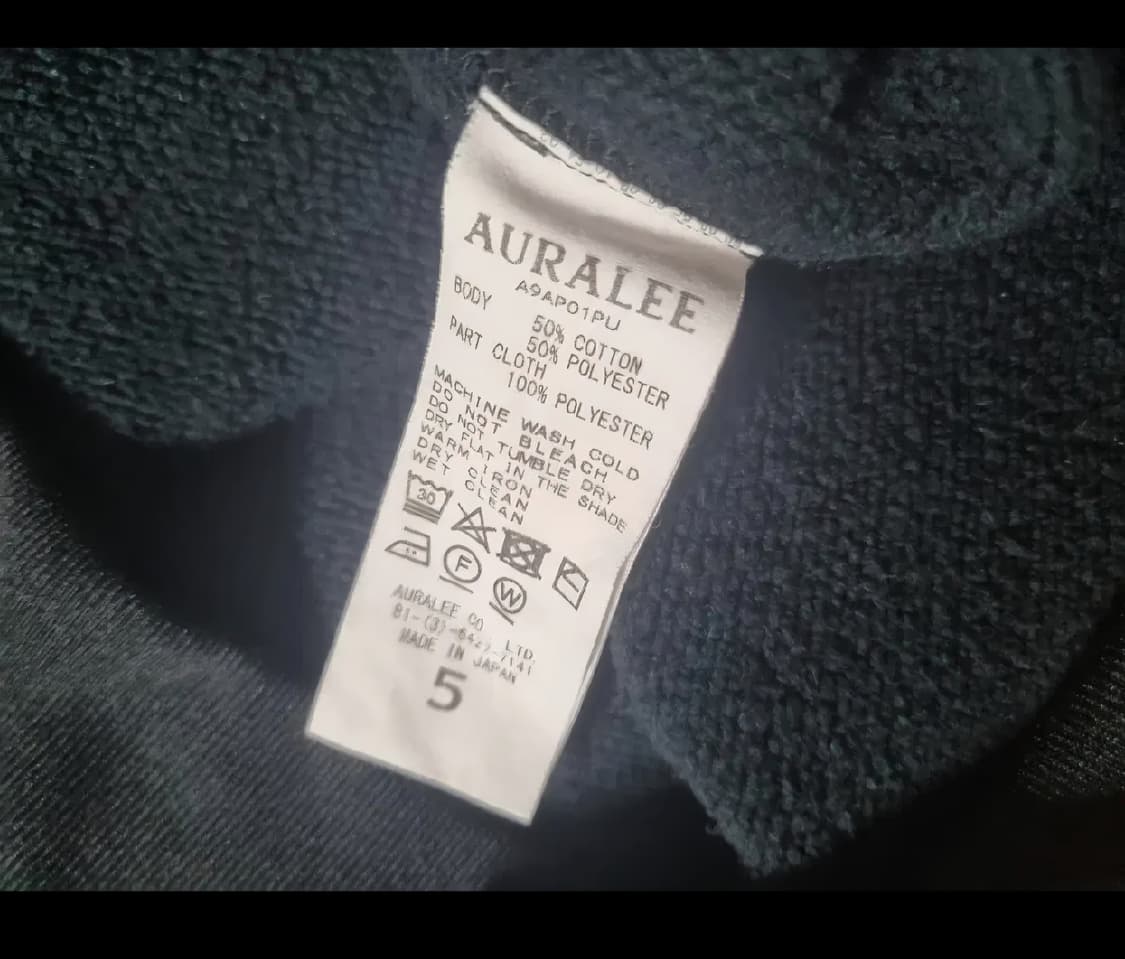 AURALEE
A9AP01PU
BODY
50% COTTON
50% POLYESTER
PART CLOTH
100% POLYESTER
MACHINE WASH COLD
DO NOT BLEACH
DO NOT TUMBLE DRY
DRY FLAT IN THE SHADE
WARM IRON
DRY CLEAN
WET CLEAN
30
F
W
AURALEE CO LTD.
81-(3)-
MADE IN JAPAN
5